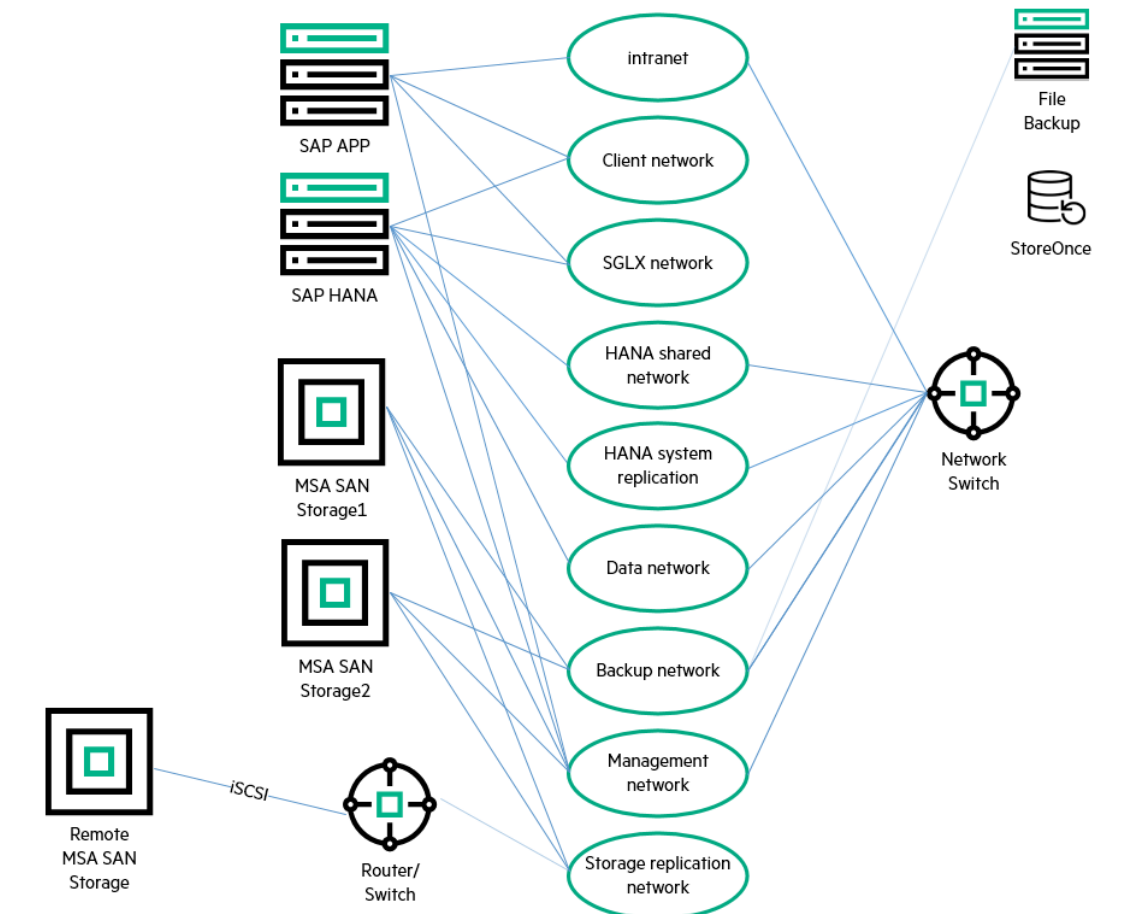 SAP APP
SAP HANA
MSA SAN
Storage1
MSA SAN
Storage2
Remote
MSA SAN
Storage
iSCSI
Router/
Switch
intranet
Client network
SGLX network
HANA shared
network
HANA system
replication
Data network
Backup network
Management
network
Storage replication
network
File
Backup
StoreOnce
Network
Switch